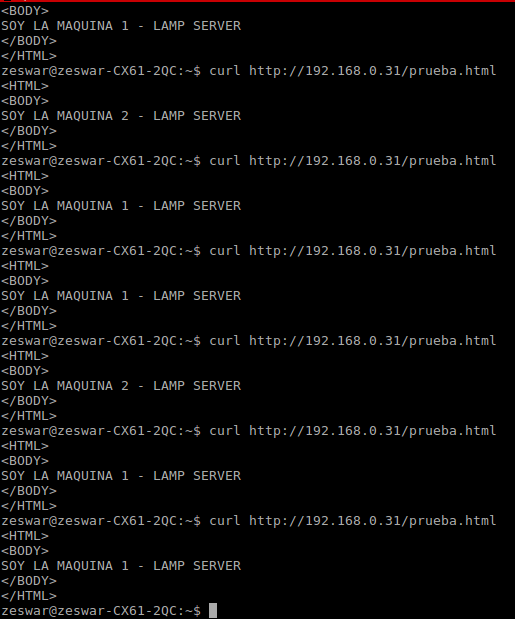 <BODY>
SOY LA MAQUINA 1 - LAMP SERVER
</BODY>
</HTML>
zeswar@zeswar-CX61-2QC:~$ curl http://192.168.0.31/prueba.html
<HTML>
<BODY>
SOY LA MAQUINA 2 - LAMP SERVER
</BODY>
</HTML>
zeswar@zeswar-CX61-2QC:~$ curl http://192.168.0.31/prueba.html
<HTML>
<BODY>
SOY LA MAQUINA 1 - LAMP SERVER
</BODY>
</HTML>
zeswar@zeswar-CX61-2QC:~$ curl http://192.168.0.31/prueba.html
<HTML>
<BODY>
SOY LA MAQUINA 1 - LAMP SERVER
</BODY>
</HTML>
zeswar@zeswar-CX61-2QC:~$ curl http://192.168.0.31/prueba.html
<HTML>
<BODY>
SOY LA MAQUINA 2 - LAMP SERVER
</BODY>
</HTML>
zeswar@zeswar-CX61-2QC:~$ curl http://192.168.0.31/prueba.html
<HTML>
<BODY>
SOY LA MAQUINA 1 - LAMP SERVER
</BODY>
</HTML>
zeswar@zeswar-CX61-2QC:~$ curl http://192.168.0.31/prueba.html
<HTML>
<BODY>
SOY LA MAQUINA 1 - LAMP SERVER
</BODY>
</HTML>
zeswar@zeswar-CX61-2QC:~$